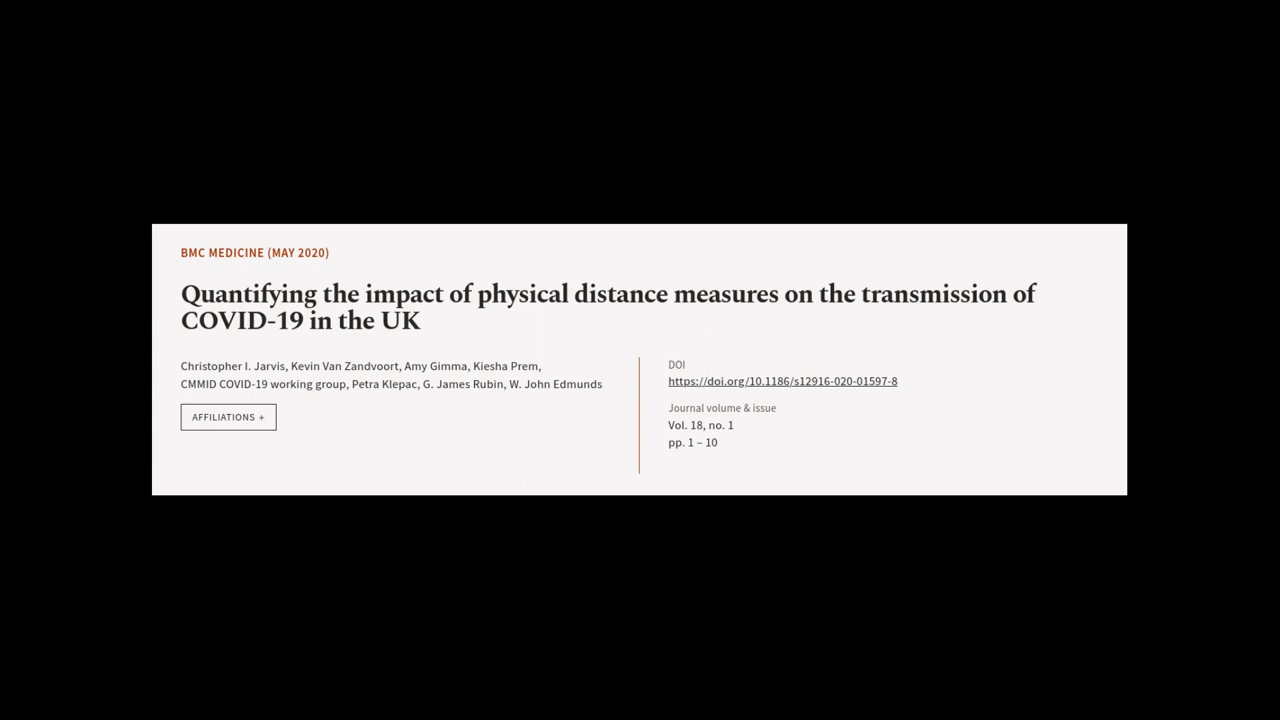 BMC MEDICINE (MAY 2020)
Quantifying the impact of physical distance measures on the transmission of
COVID-19 in the UK
Christopher I. Jarvis, Kevin Van Zandvoort, Amy Gimma, Kiesha Prem,
CMMID COVID-19 working group, Petra Klepac, G. James Rubin, W. John Edmunds
AFFILIATIONS +
DOI
https://doi.org/10.1186/s12916-020-01597-8
Journal volume & issue
Vol. 18, no. 1
pp. 1 – 10